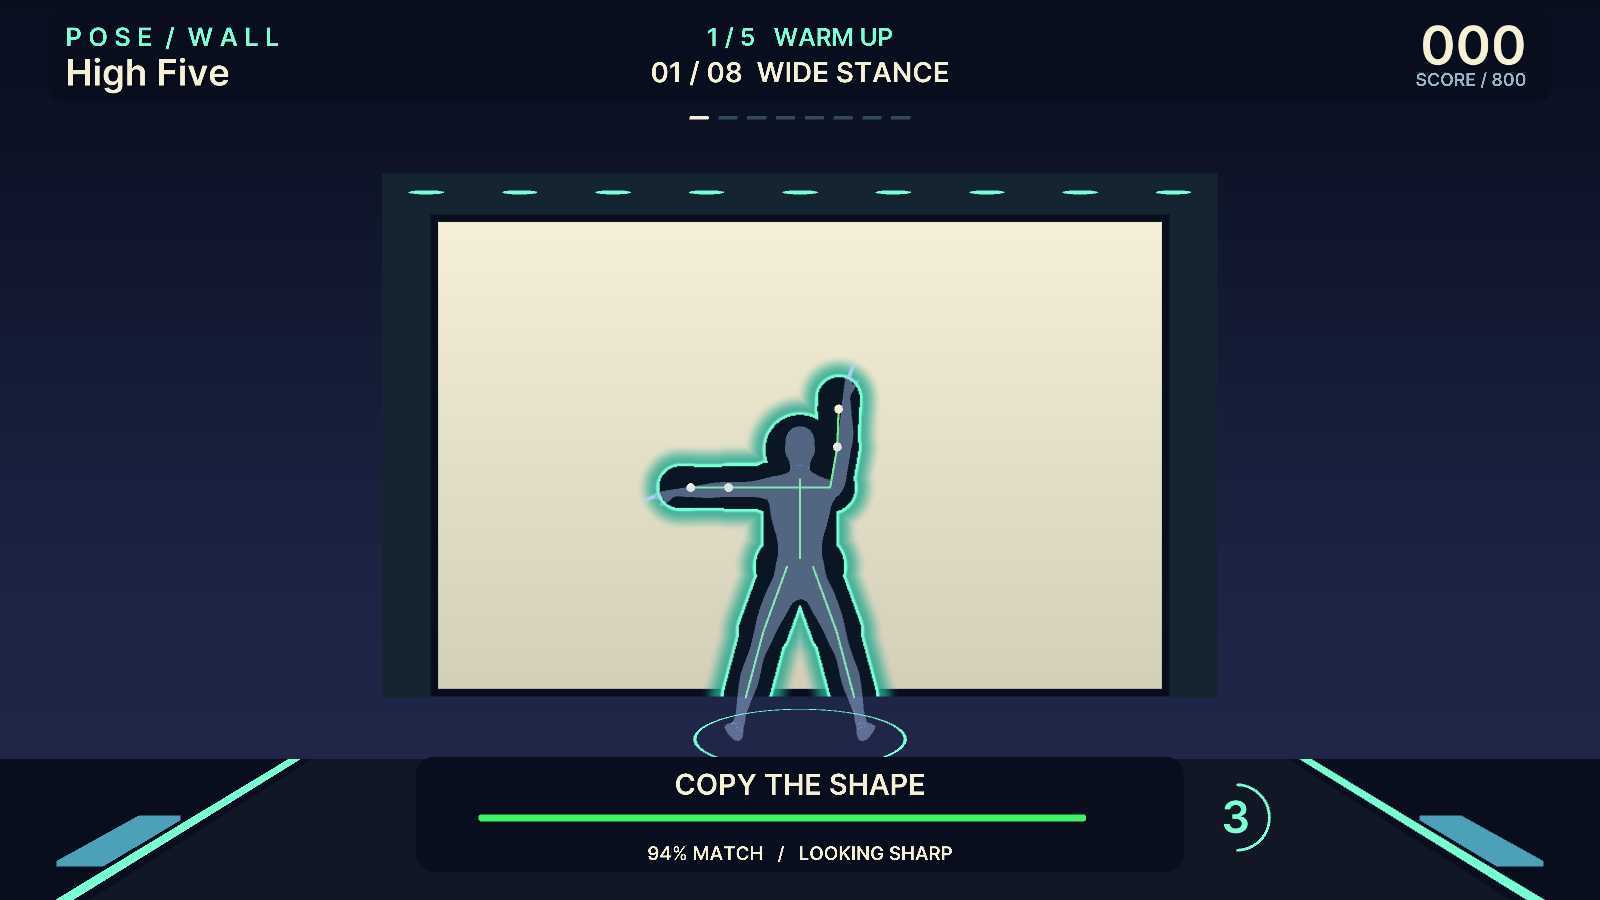 POSE / WALL
High Five
1 / 5 WARM UP
01 / 08 WIDE STANCE
000
SCORE / 800
COPY THE SHAPE
94% MATCH / LOOKING SHARP
3